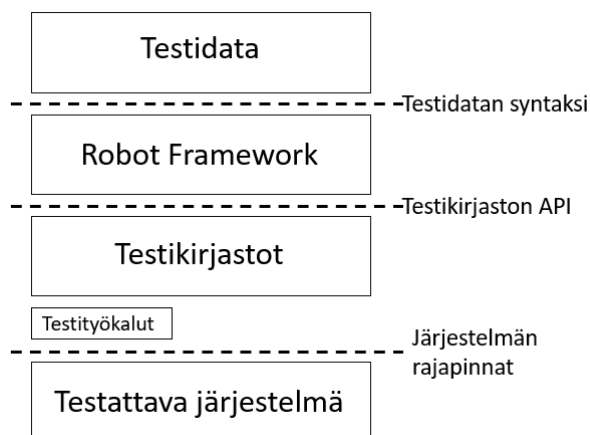 Testidata
Testidatan syntaksi
Robot Framework
Testikirjaston API
Testikirjastot
Testityökalut
Järjestelmän
rajapinnat
Testattava järjestelmä